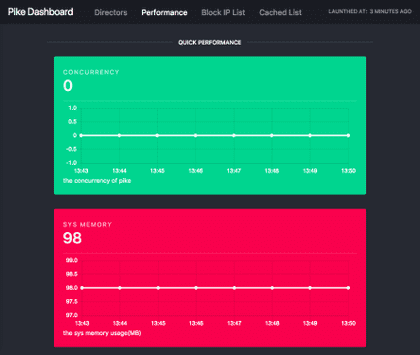 Pike Dashboard Directors Performance Block IP List Cached List LAUNTHED AT: 3 MINUTES AGO
QUICK PERFORMANCE
CONCURRENCY
0
1.0
0.5
0
-0.5
-1.0
13:43 13:44 13:45 13:46 13:47 13:48 13:49 13:50
the concurrency of pike
SYS MEMORY
98
99.0
98.5
98.0
97.5
97.0
13:43 13:44 13:45 13:46 13:47 13:48 13:49 13:50
the sys memory usage(MB)